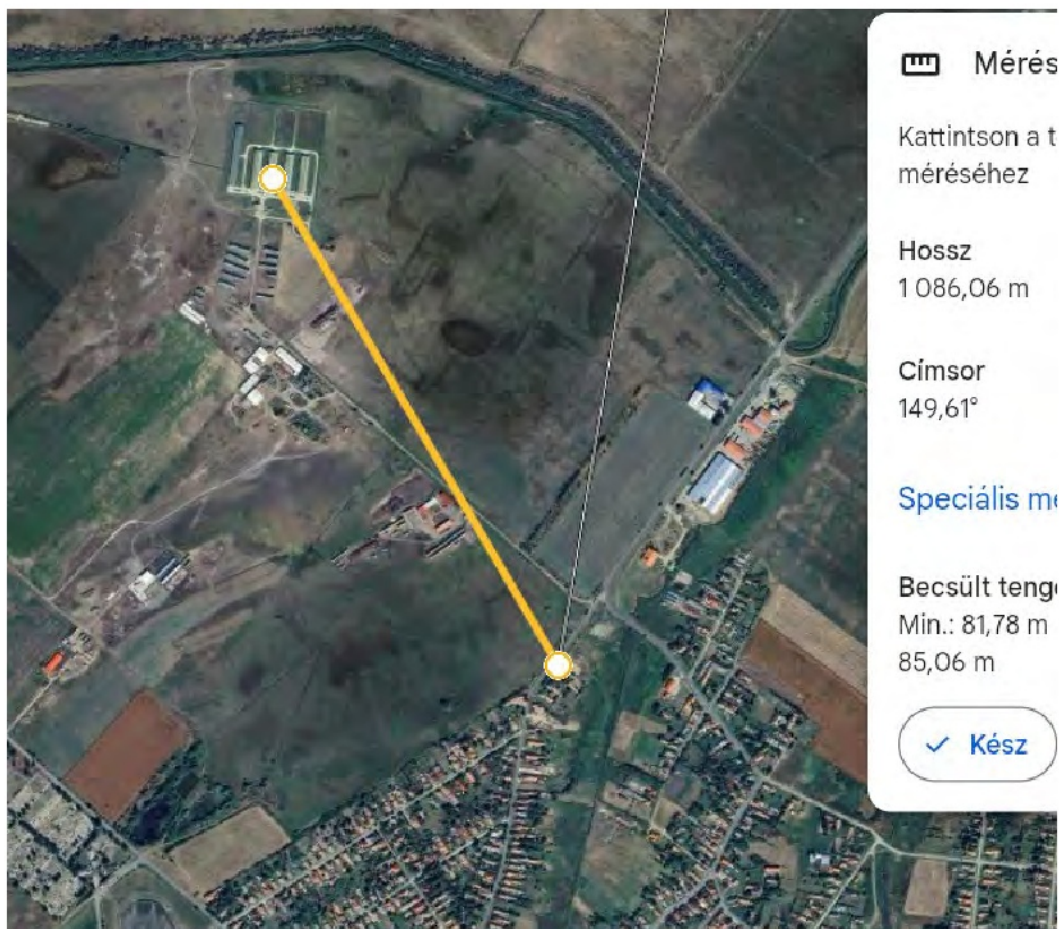 Mérés
Kattintson a t
méréséhez
Hossz
1 086,06 m
Címsor
149,61°
Speciális m
Becsült teng
Min.: 81,78 m
85,06 m
Kész